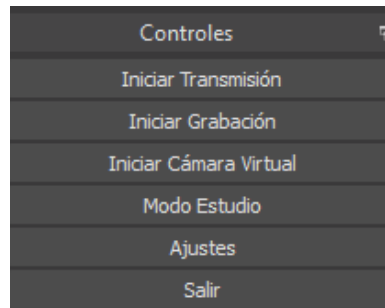 Controles
Iniciar Transmisión
Iniciar Grabación
Iniciar Cámara Virtual
Modo Estudio
Ajustes
Salir